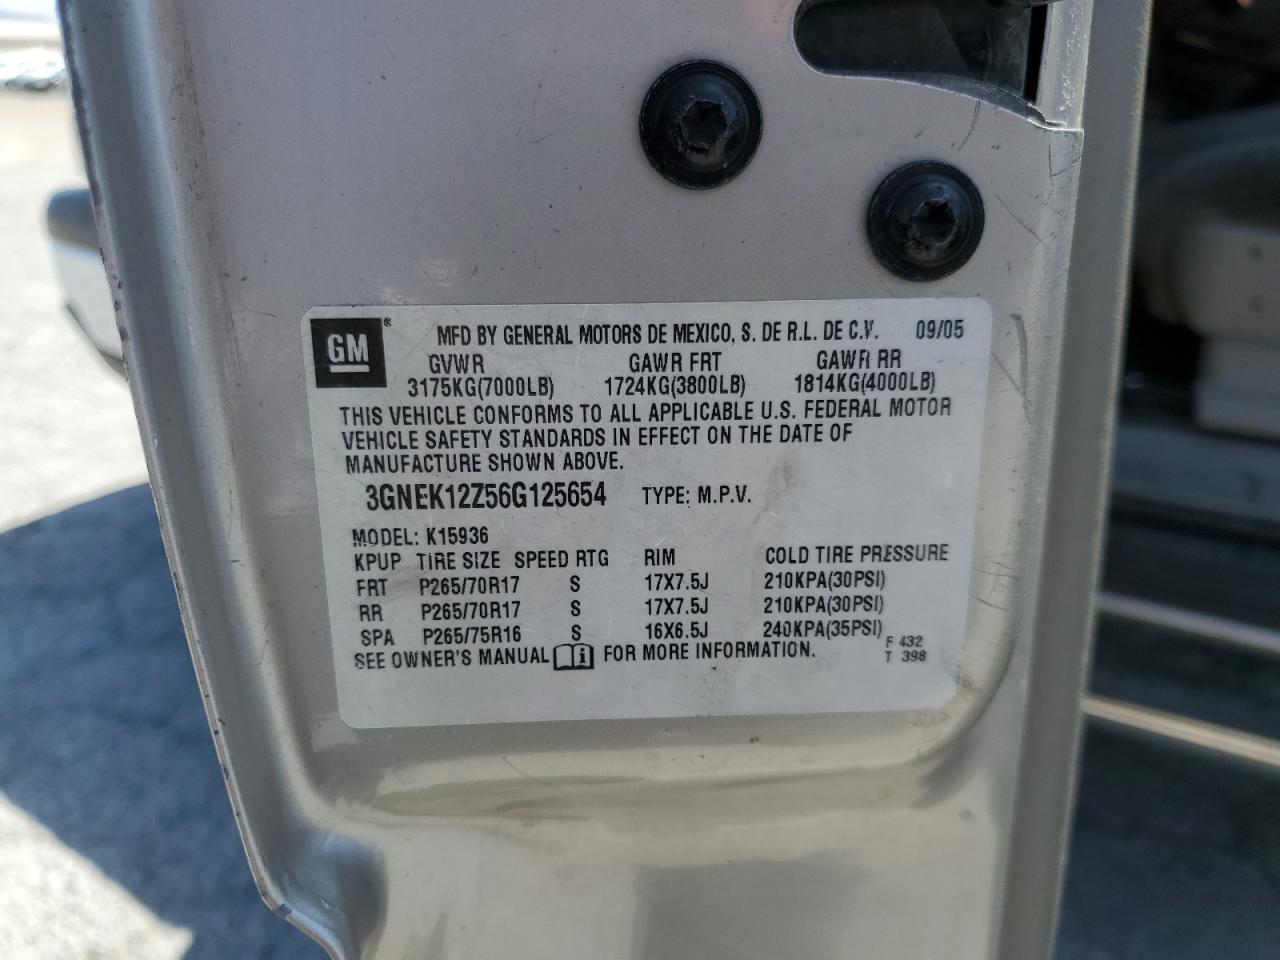 GM ® MFD BY GENERAL MOTORS DE MEXICO, S. DE R.L. DE C.V. 09/05
GVWR GAWR FRT GAWR RR
3175KG(7000LB) 1724KG(3800LB) 1814KG(4000LB)
THIS VEHICLE CONFORMS TO ALL APPLICABLE U.S. FEDERAL MOTOR
VEHICLE SAFETY STANDARDS IN EFFECT ON THE DATE OF
MANUFACTURE SHOWN ABOVE.
3GNEK12Z56G125654 TYPE: M.P.V.
MODEL: K15936
KPUP TIRE SIZE SPEED RTG RIM COLD TIRE PRESSURE
FRT P265/70R17 S 17X7.5J 210KPA(30PSI)
RR P265/70R17 S 17X7.5J 210KPA(30PSI)
SPA P265/75R16 S 16X6.5J 240KPA(35PSI)
SEE OWNER'S MANUAL i FOR MORE INFORMATION.
F 432
T 398